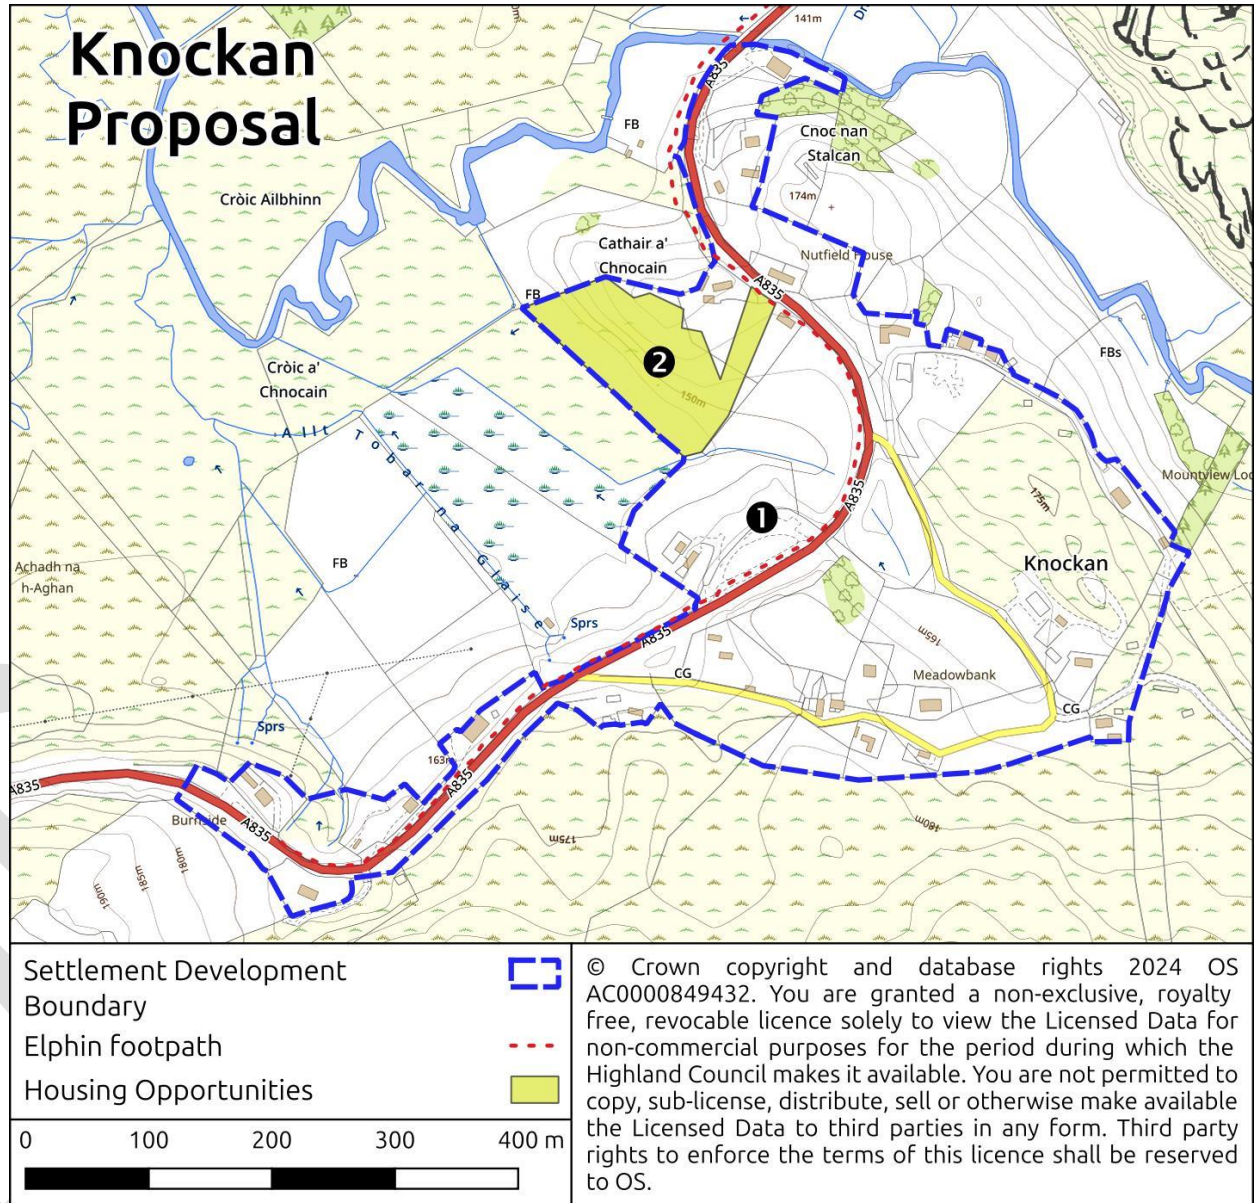 Knockan
Proposal
141m
A835
FB
Cnoc nan
Stalcan
174m
Cròic Ailbhinn
Cathair a'
Chnocain
Nutfield House
A835
FB
Cròic a'
Chnocain
2
150m
FBs
Allt Tobar na Glaise
Mountview
1
A835
175m
Knockan
Achadh na
h-Aghan
FB
Sprs
A835
165m
CG
Meadowbank
CG
Sprs
163m
A835
A835
Burnside
A835
175m
180m
180m
185m
190m
Settlement Development
Boundary
Elphin footpath
Housing Opportunities
0 100 200 300 400 m
© Crown copyright and database rights 2024 OS
AC0000849432. You are granted a non-exclusive, royalty
free, revocable licence solely to view the Licensed Data for
non-commercial purposes for the period during which the
Highland Council makes it available. You are not permitted to
copy, sub-license, distribute, sell or otherwise make available
the Licensed Data to third parties in any form. Third party
rights to enforce the terms of this licence shall be reserved
to OS.